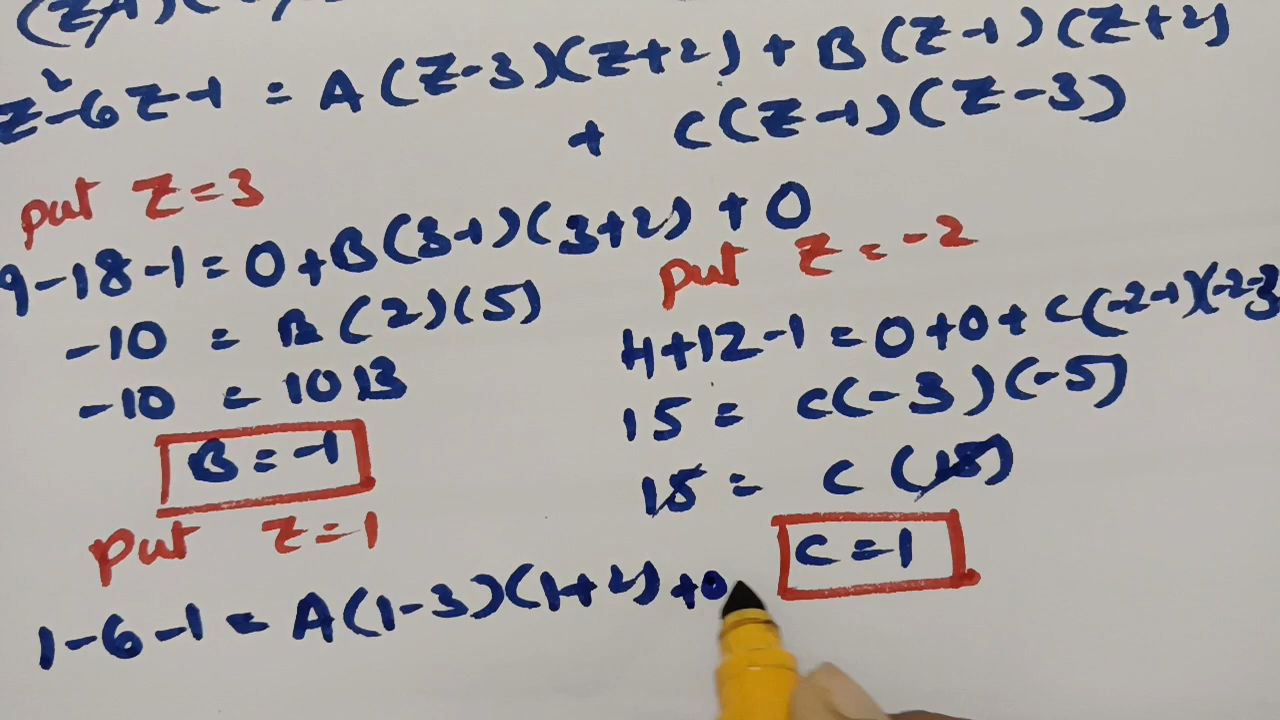 z²-6z-1 = A(z-3)(z+2) + B(z-1)(z+2)
+ C(z-1)(z-3)
put z=3
9-18-1 = 0+B(3-1)(3+2) + 0
-10 = B(2)(5)
-10 = 10B
B = -1
put z = -2
4+12-1 = 0+0+C(-2-1)(-2-3
15 = C(-3)(-5)
15 = C(15)
C = 1
put z=1
1-6-1 = A(1-3)(1+2)+0